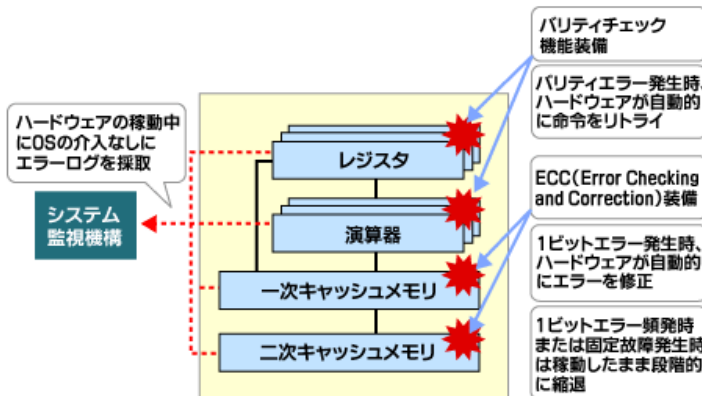 パリティチェック
機能装備
パリティエラー発生時、
ハードウェアが自動的
に命令をリトライ
ハードウェアの稼動中
にOSの介入なしに
エラーログを採取
レジスタ
ECC(Error Checking
and Correction)装備
システム
監視機構
演算器
1ビットエラー発生時、
ハードウェアが自動的
にエラーを修正
一次キャッシュメモリ
二次キャッシュメモリ
1ビットエラー頻発時
または固定故障発生時
は稼動したまま段階的
に縮退